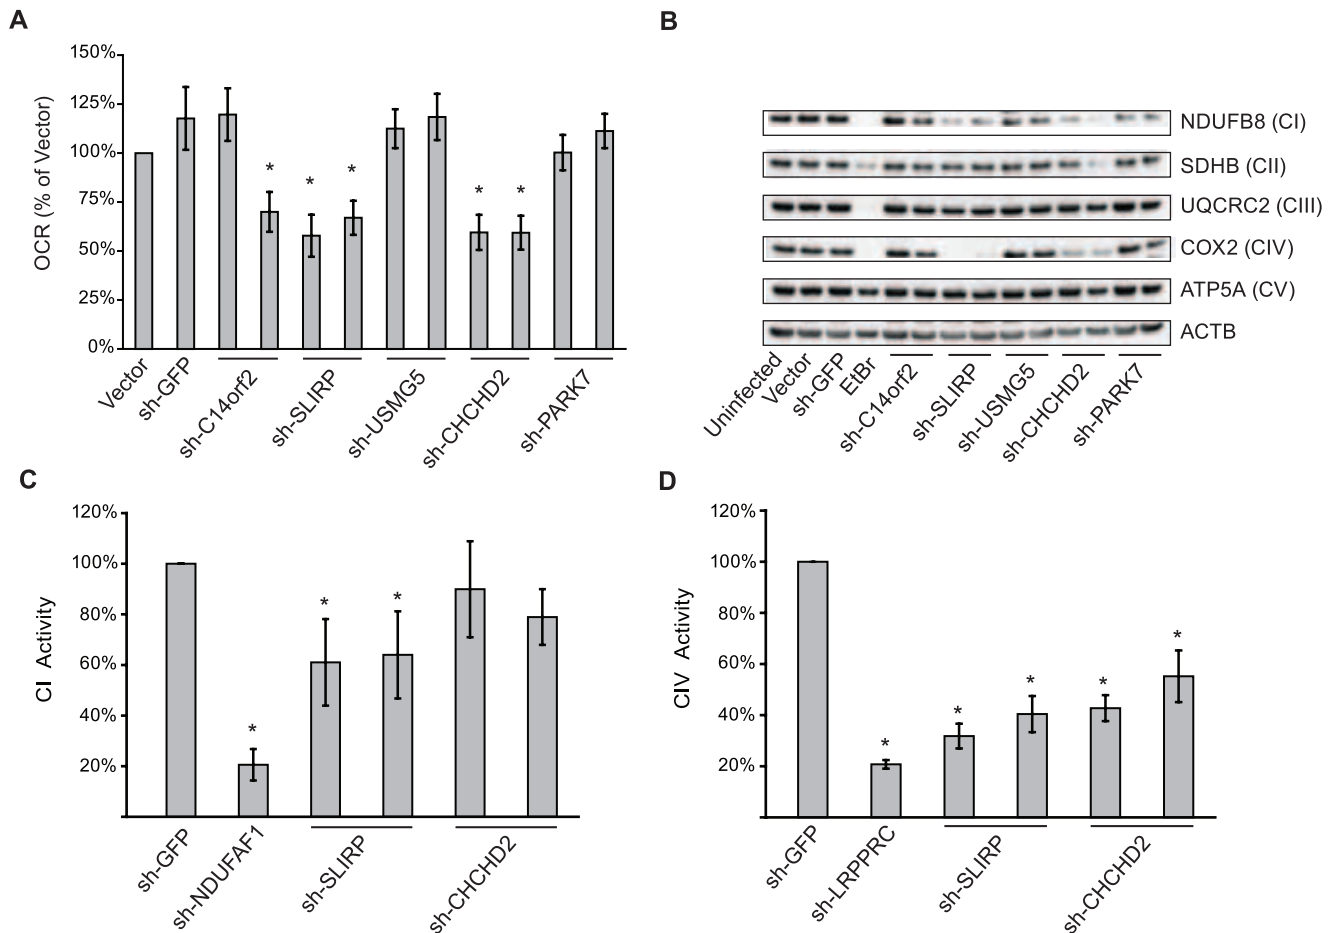 A
150%
125%
100%
75%
50%
25%
0%
OCR (% of Vector)
* * * * *
Vector
sh-GFP
sh-C14orf2
sh-SLIRP
sh-USMG5
sh-CHCHD2
sh-PARK7
B
NDUFB8 (CI)
SDHB (CII)
UQCRC2 (CIII)
COX2 (CIV)
ATP5A (CV)
ACTB
Uninfected
Vector
sh-GFP
EtBr
sh-C14orf2
sh-SLIRP
sh-USMG5
sh-CHCHD2
sh-PARK7
C
120%
100%
80%
60%
40%
20%
CI Activity
* * *
sh-GFP
sh-NDUFAF1
sh-SLIRP
sh-CHCHD2
D
120%
100%
80%
60%
40%
20%
CIV Activity
* * * * *
sh-GFP
sh-LRPPRC
sh-SLIRP
sh-CHCHD2